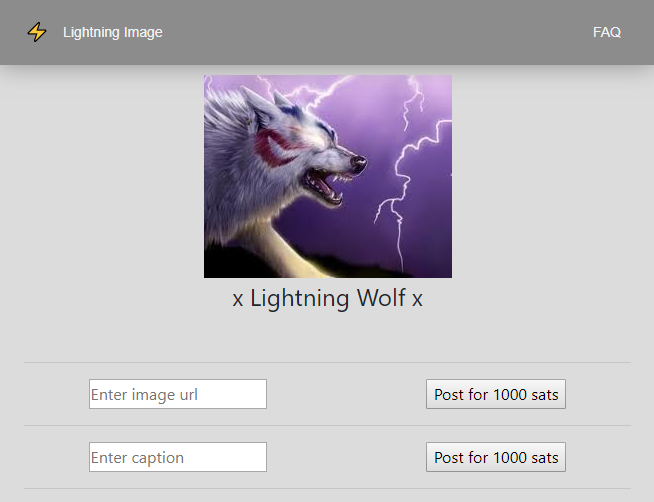 Lightning Image
FAQ
x Lightning Wolf x
Enter image url
Post for 1000 sats
Enter caption
Post for 1000 sats